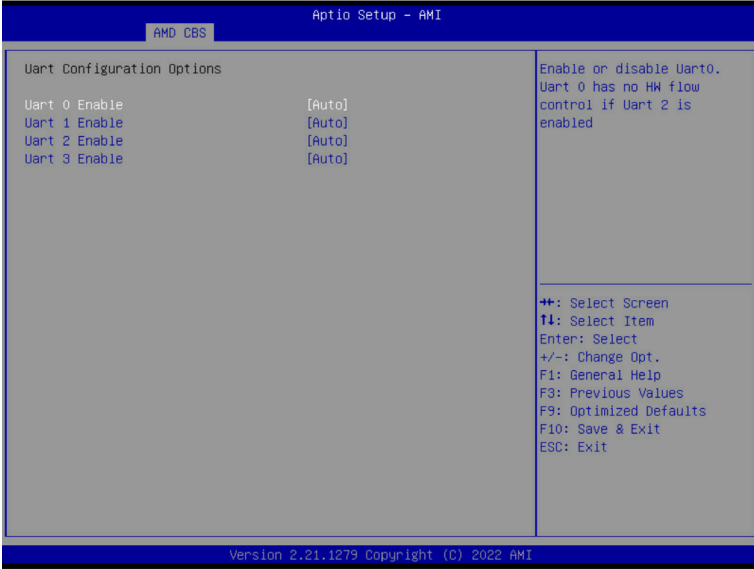 Aptio Setup – AMI
AMD CBS
Uart Configuration Options
Uart 0 Enable [Auto]
Uart 1 Enable [Auto]
Uart 2 Enable [Auto]
Uart 3 Enable [Auto]
Enable or disable Uart0.
Uart 0 has no HW flow
control if Uart 2 is
enabled
→←: Select Screen
↑↓: Select Item
Enter: Select
+/-: Change Opt.
F1: General Help
F3: Previous Values
F9: Optimized Defaults
F10: Save & Exit
ESC: Exit
Version 2.21.1279 Copyright (C) 2022 AMI